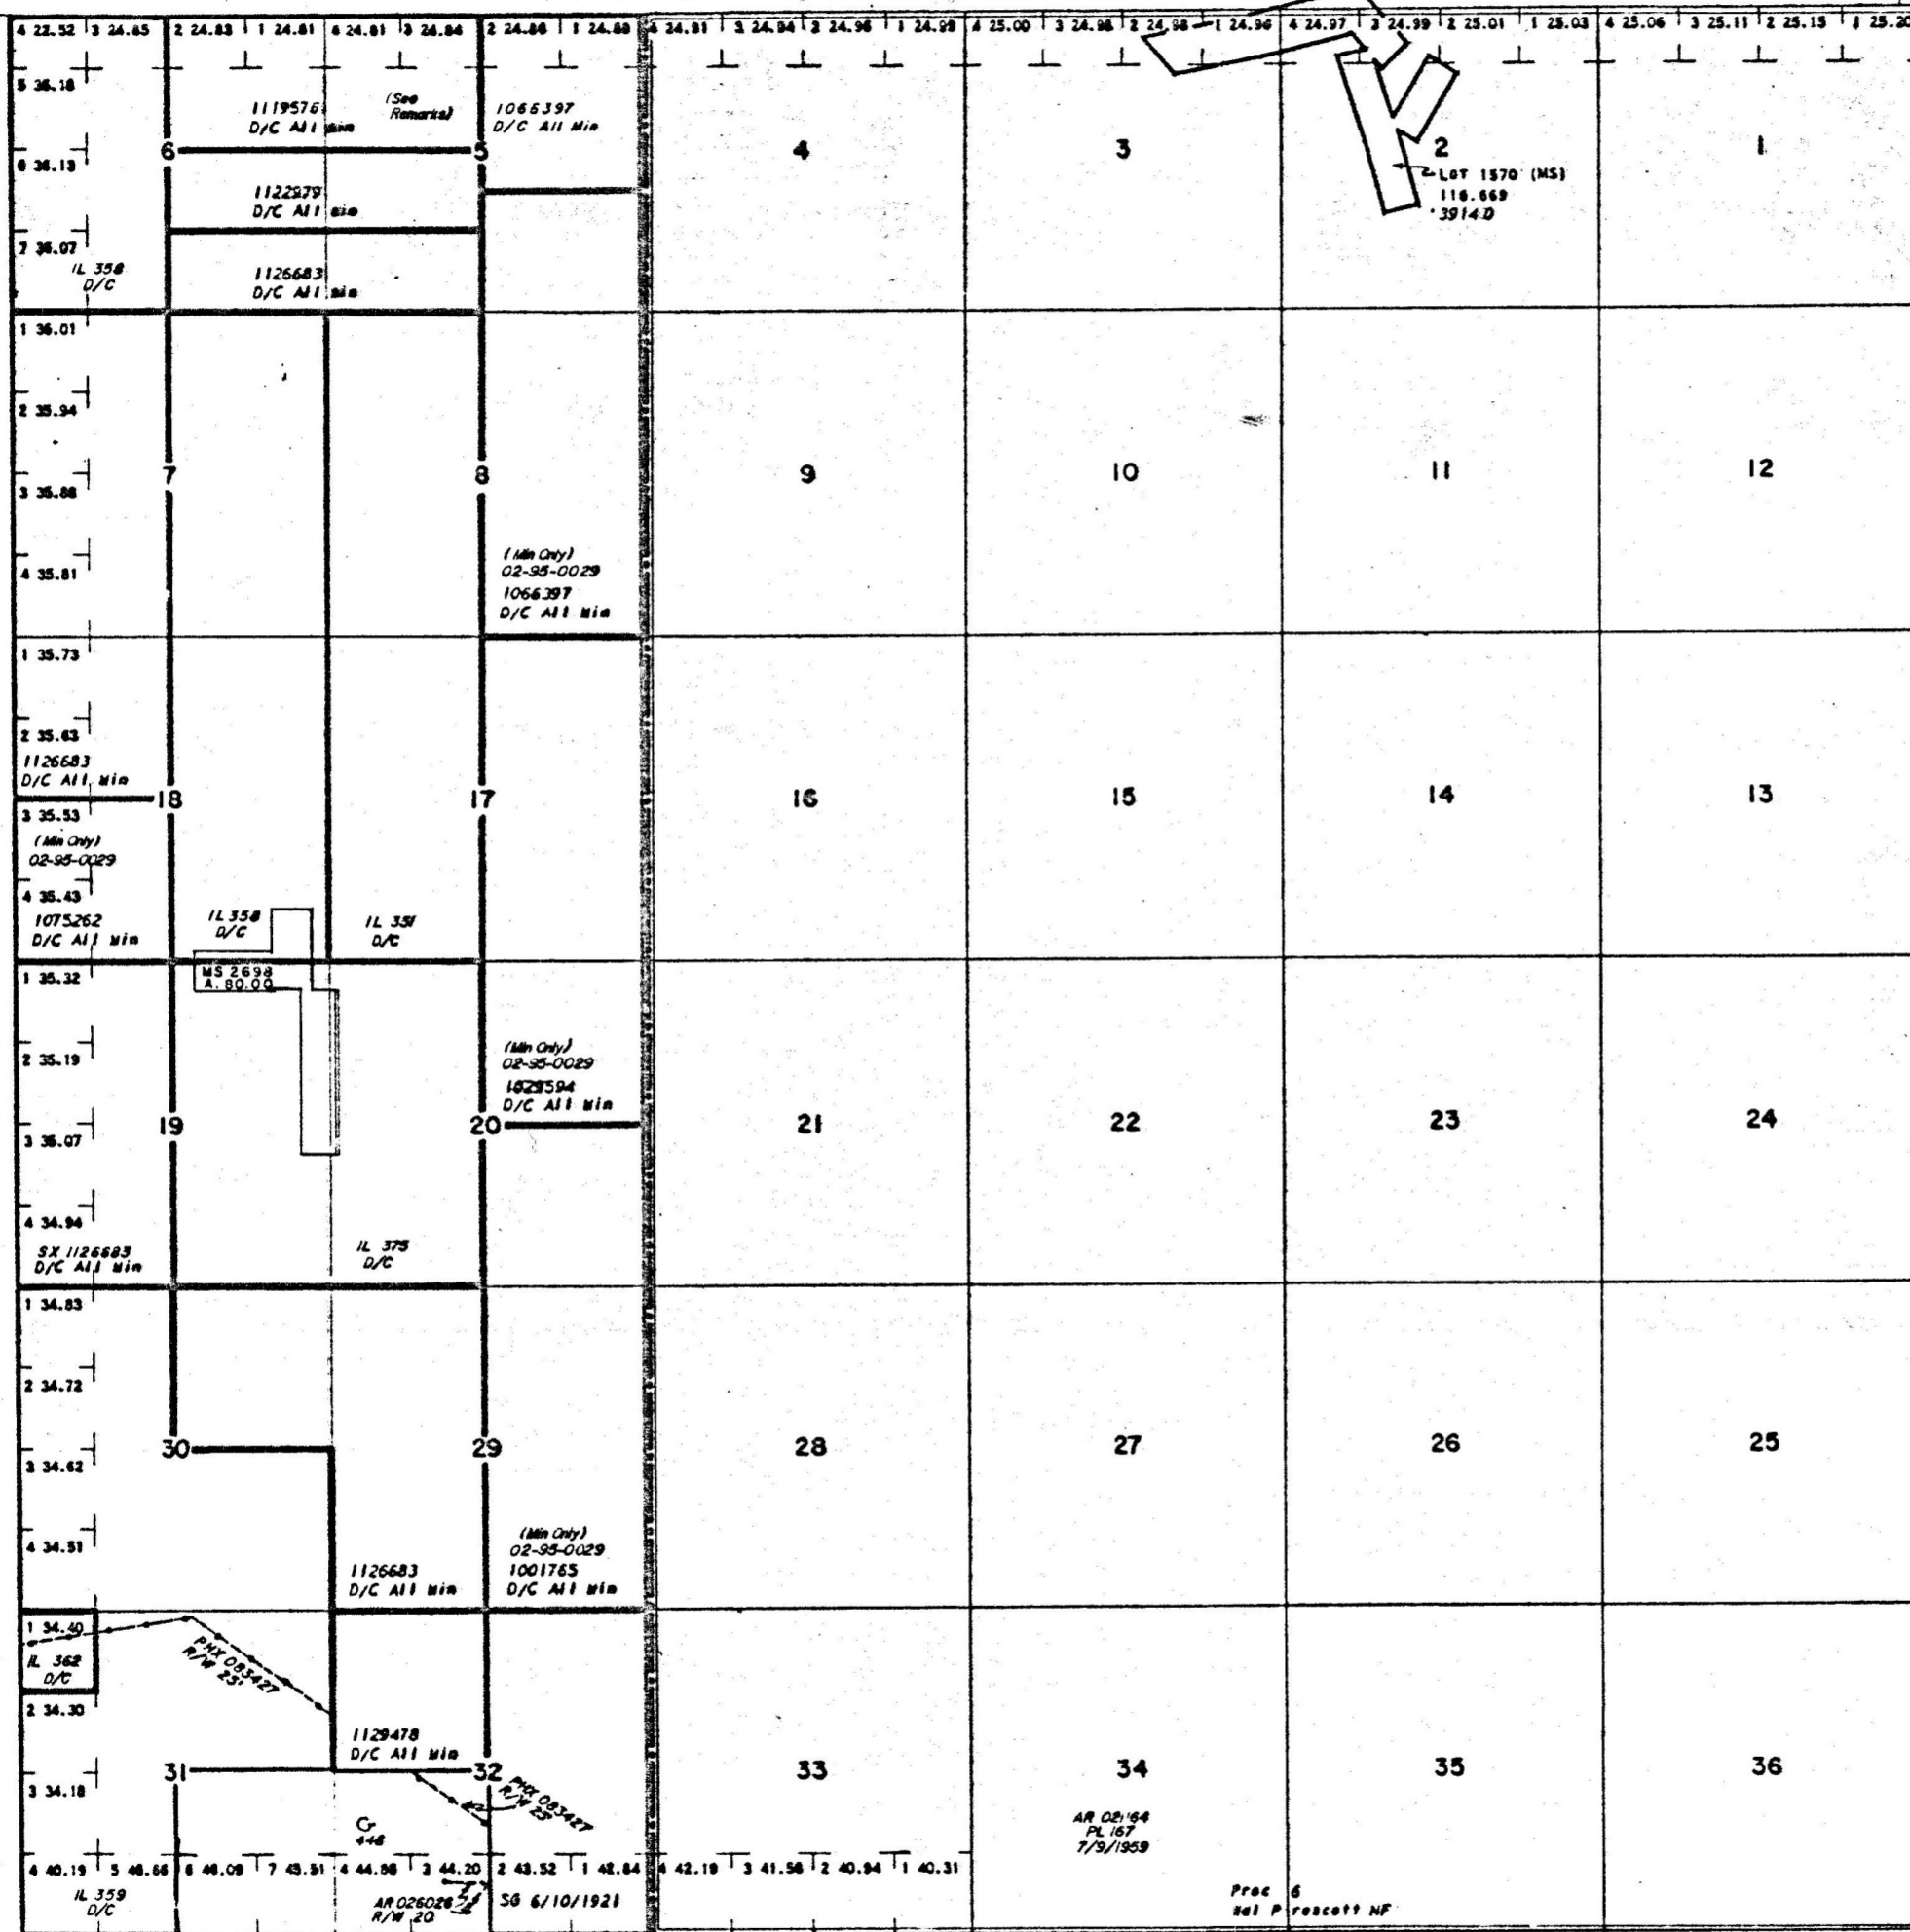 4 22.52 3 24.85 2 24.83 1 24.81 4 24.81 3 24.84 2 24.86 1 24.89 4 24.91 3 24.94 2 24.96 1 24.99 4 25.00 3 24.98 2 24.98 1 24.96 4 24.97 3 24.99 2 25.01 1 25.03 4 25.06 3 25.11 2 25.15 1 25.20
5 36.18
1119576
D/C All Min
(See
Remarks)
1066397
D/C All Min
6 5 4 3 2 1
6 36.13
LOT 1570 (MS)
116.669
39140
1122979
D/C All Min
7 36.07
IL 358
D/C
1126683
D/C All Min
1 36.01
2 35.94
7 8 9 10 11 12
3 35.88
4 35.81
(Min Only)
02-95-0029
1066397
D/C All Min
1 35.73
2 35.63
1126683
D/C All Min
18 17 16 15 14 13
3 35.53
(Min Only)
02-95-0029
4 35.43
1075262
D/C All Min
IL 358
D/C
IL 351
D/C
1 35.32
MS 2698
A. 80.00
2 35.19
(Min Only)
02-95-0029
D/C All Min
19 20 21 22 23 24
3 35.07
4 34.94
SX 1126683
D/C All Min
IL 375
D/C
1 34.83
2 34.72
30 29 28 27 26 25
3 34.62
4 34.51
1126683
D/C All Min
(Min Only)
02-95-0029
1001765
D/C All Min
1 34.40
IL 362
D/C
PHX 083427
R/W 25'
2 34.30
1129478
D/C All Min
31 32 33 34 35 36
3 34.18
PHX 083427
R/W 25'
Cr
446
AR 02164
PL 167
7/9/1959
4 40.19 5 46.66 6 46.09 7 45.51 4 44.86 3 44.20 2 43.52 1 42.84 4 42.19 3 41.56 2 40.94 1 40.31
IL 359
D/C
AR 026026
R/W 20
SG 6/10/1921
Proc 6
Wdl Prescott NF